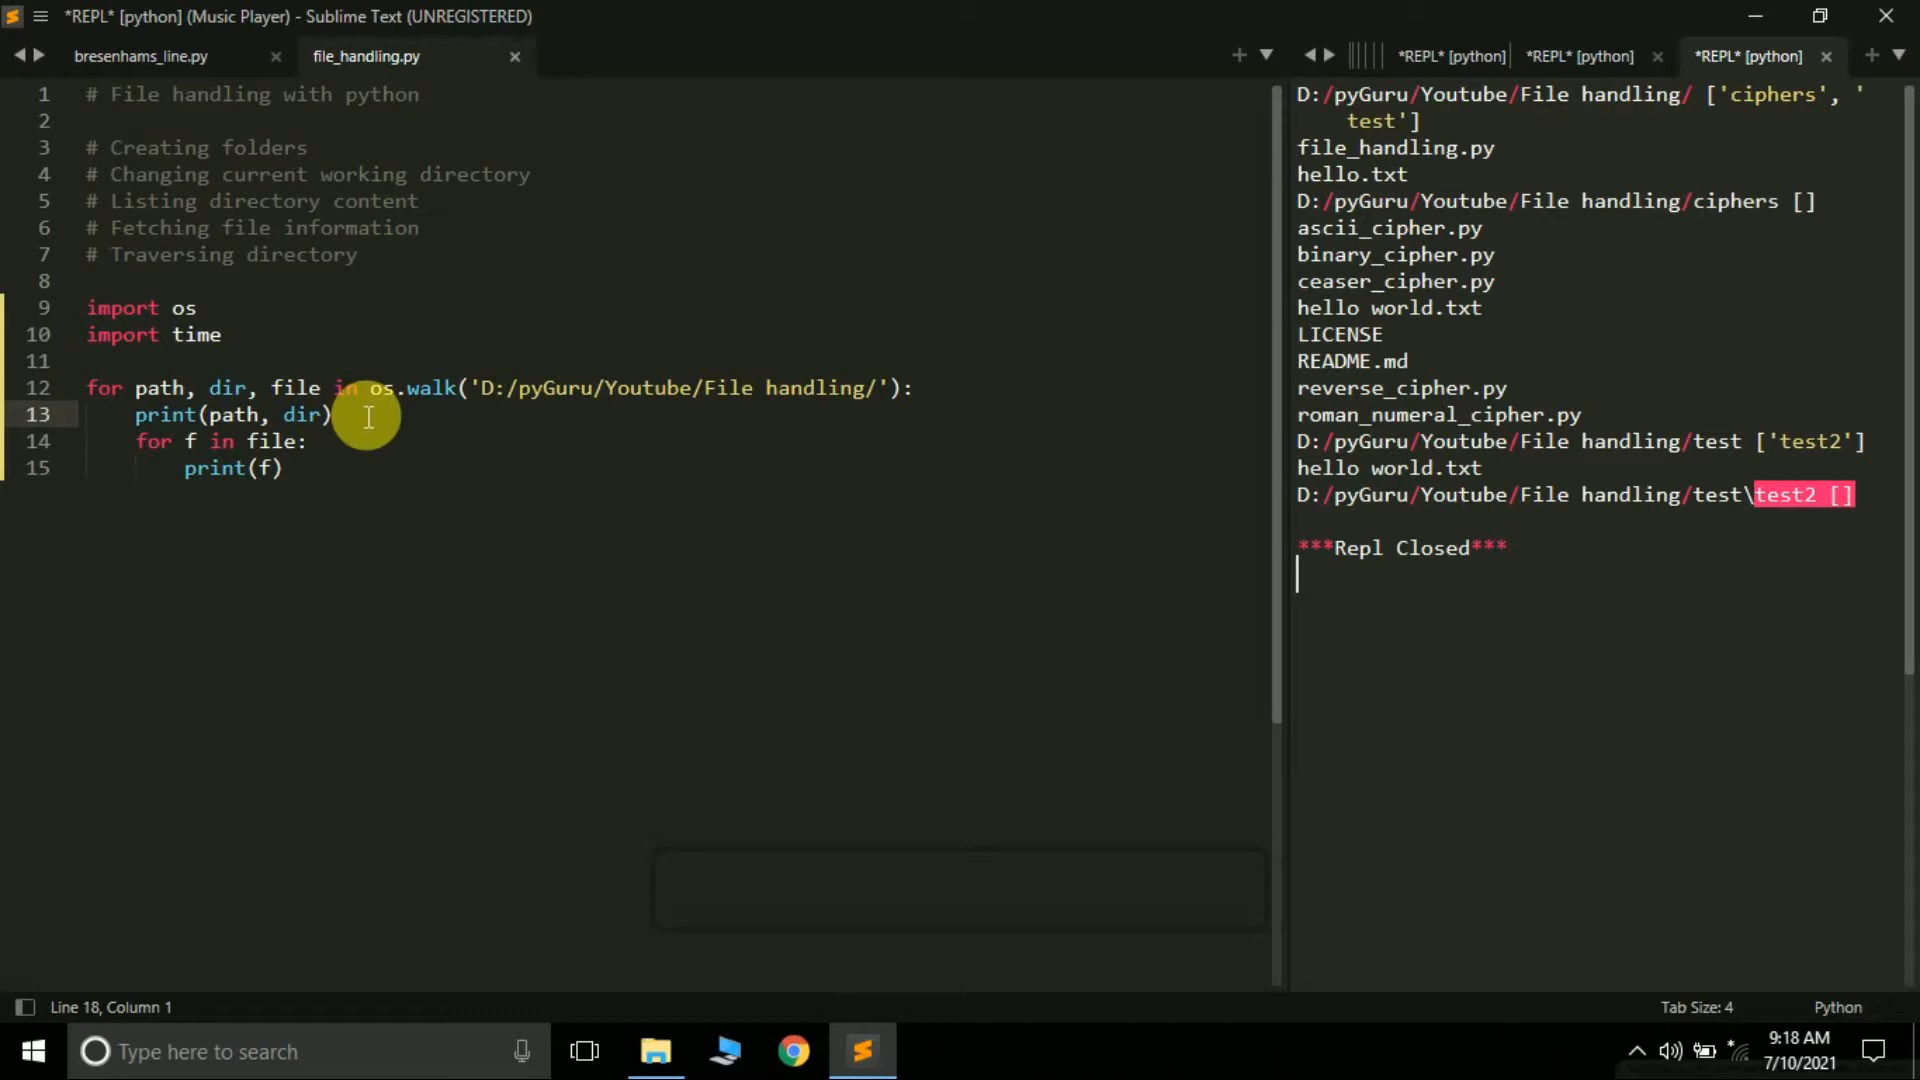 *REPL* [python] (Music Player) - Sublime Text (UNREGISTERED)
bresenhams_line.py
file_handling.py
*REPL* [python]
*REPL* [python]
*REPL* [python]
1 # File handling with python
2
3 # Creating folders
4 # Changing current working directory
5 # Listing directory content
6 # Fetching file information
7 # Traversing directory
8
9 import os
10 import time
11
12 for path, dir, file in os.walk('D:/pyGuru/Youtube/File handling/'):
13 print(path, dir)
14 for f in file:
15 print(f)
D:/pyGuru/Youtube/File handling/ ['ciphers', '
test']
file_handling.py
hello.txt
D:/pyGuru/Youtube/File handling/ciphers []
ascii_cipher.py
binary_cipher.py
ceaser_cipher.py
hello world.txt
LICENSE
README.md
reverse_cipher.py
roman_numeral_cipher.py
D:/pyGuru/Youtube/File handling/test ['test2']
hello world.txt
D:/pyGuru/Youtube/File handling/test\test2 []
***Repl Closed***
Line 18, Column 1
Tab Size: 4
Python
Type here to search
9:18 AM
7/10/2021